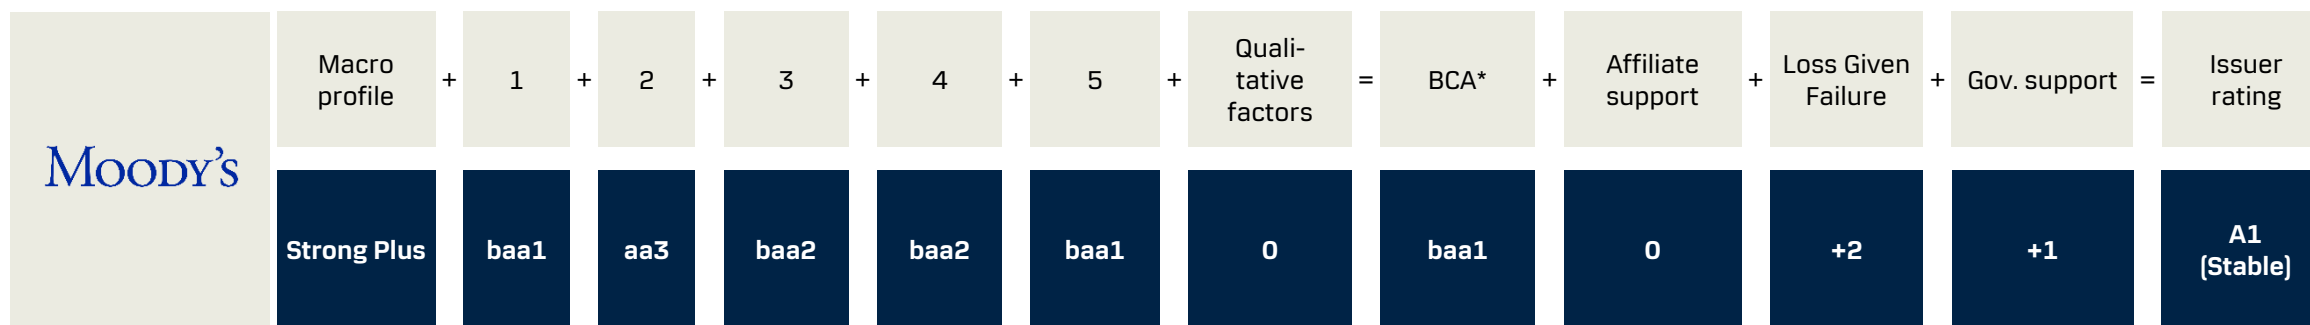 MOODY'S
Macro
profile
+
1
+
2
+
3
+
4
+
5
+
Quali-
tative
factors
=
BCA*
+
Affiliate
support
+
Loss Given
Failure
+
Gov. support
=
Issuer
rating
Strong Plus
baa1
aa3
baa2
baa2
baa1
0
baa1
0
+2
+1
A1
(Stable)